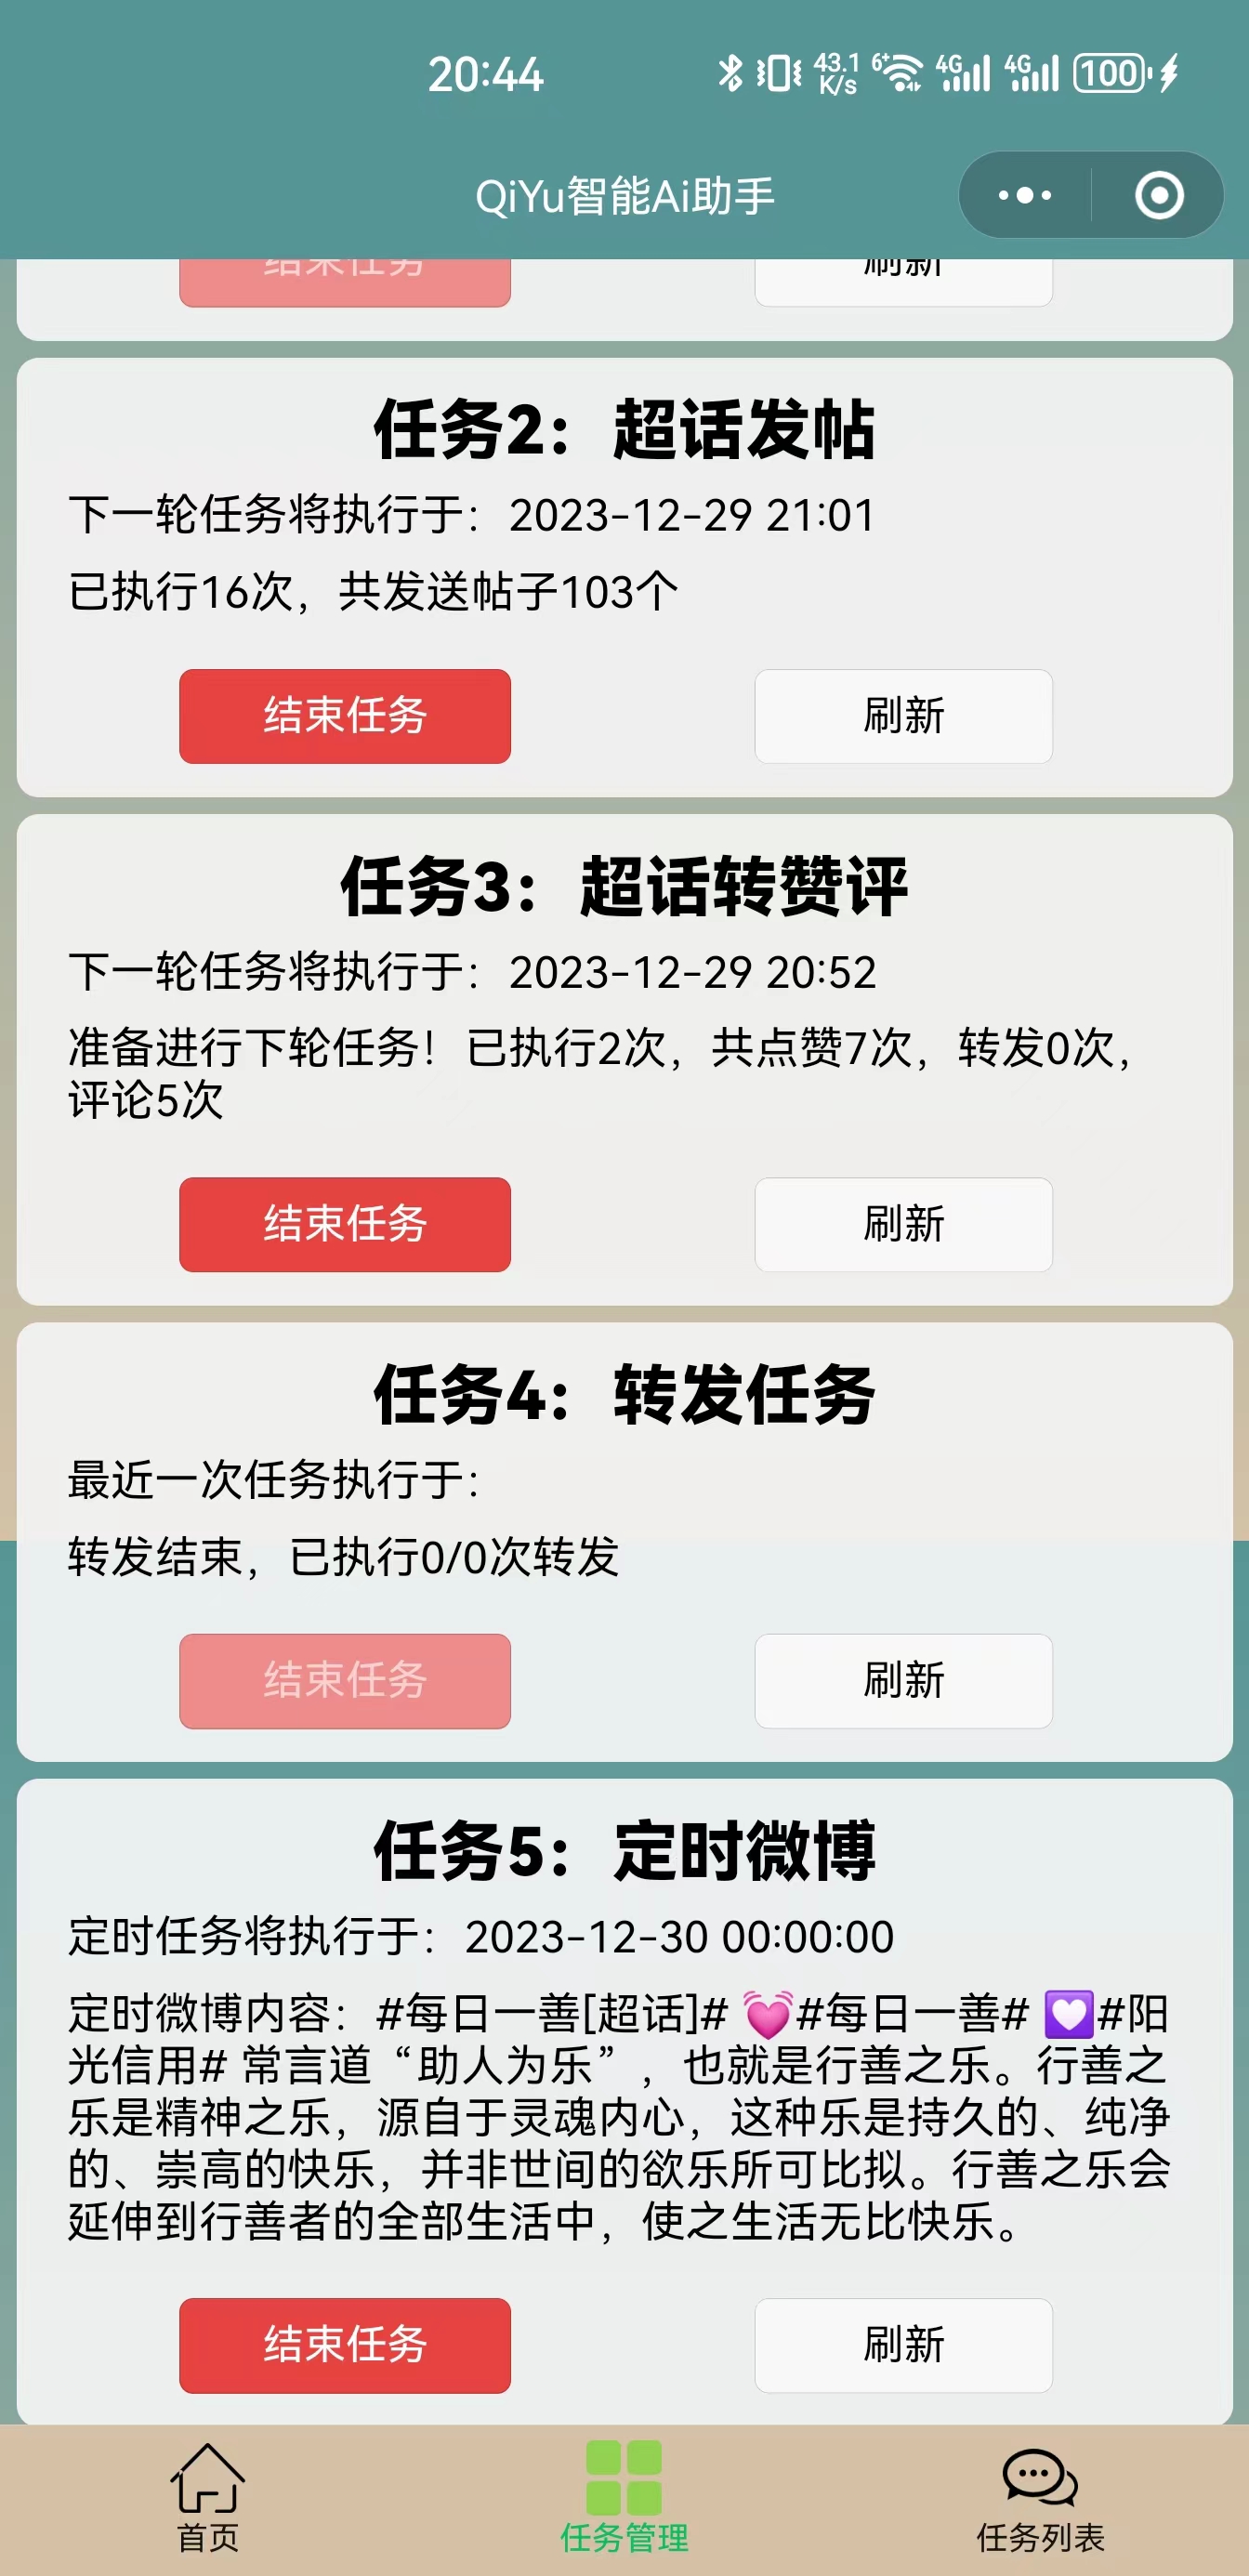 20:44
43.1 K/s 6+ 4G 4G 100
QiYu智能Ai助手
结束任务 刷新
任务2：超话发帖
下一轮任务将执行于：2023-12-29 21:01
已执行16次，共发送帖子103个
结束任务 刷新
任务3：超话转赞评
下一轮任务将执行于：2023-12-29 20:52
准备进行下轮任务！已执行2次，共点赞7次，转发0次，
评论5次
结束任务 刷新
任务4：转发任务
最近一次任务执行于：
转发结束，已执行0/0次转发
结束任务 刷新
任务5：定时微博
定时任务将执行于：2023-12-30 00:00:00
定时微博内容：#每日一善[超话]# 💓#每日一善# 💟#阳
光信用# 常言道“助人为乐”，也就是行善之乐。行善之
乐是精神之乐，源自于灵魂内心，这种乐是持久的、纯净
的、崇高的快乐，并非世间的欲乐所可比拟。行善之乐会
延伸到行善者的全部生活中，使之生活无比快乐。
结束任务 刷新
首页 任务管理 任务列表